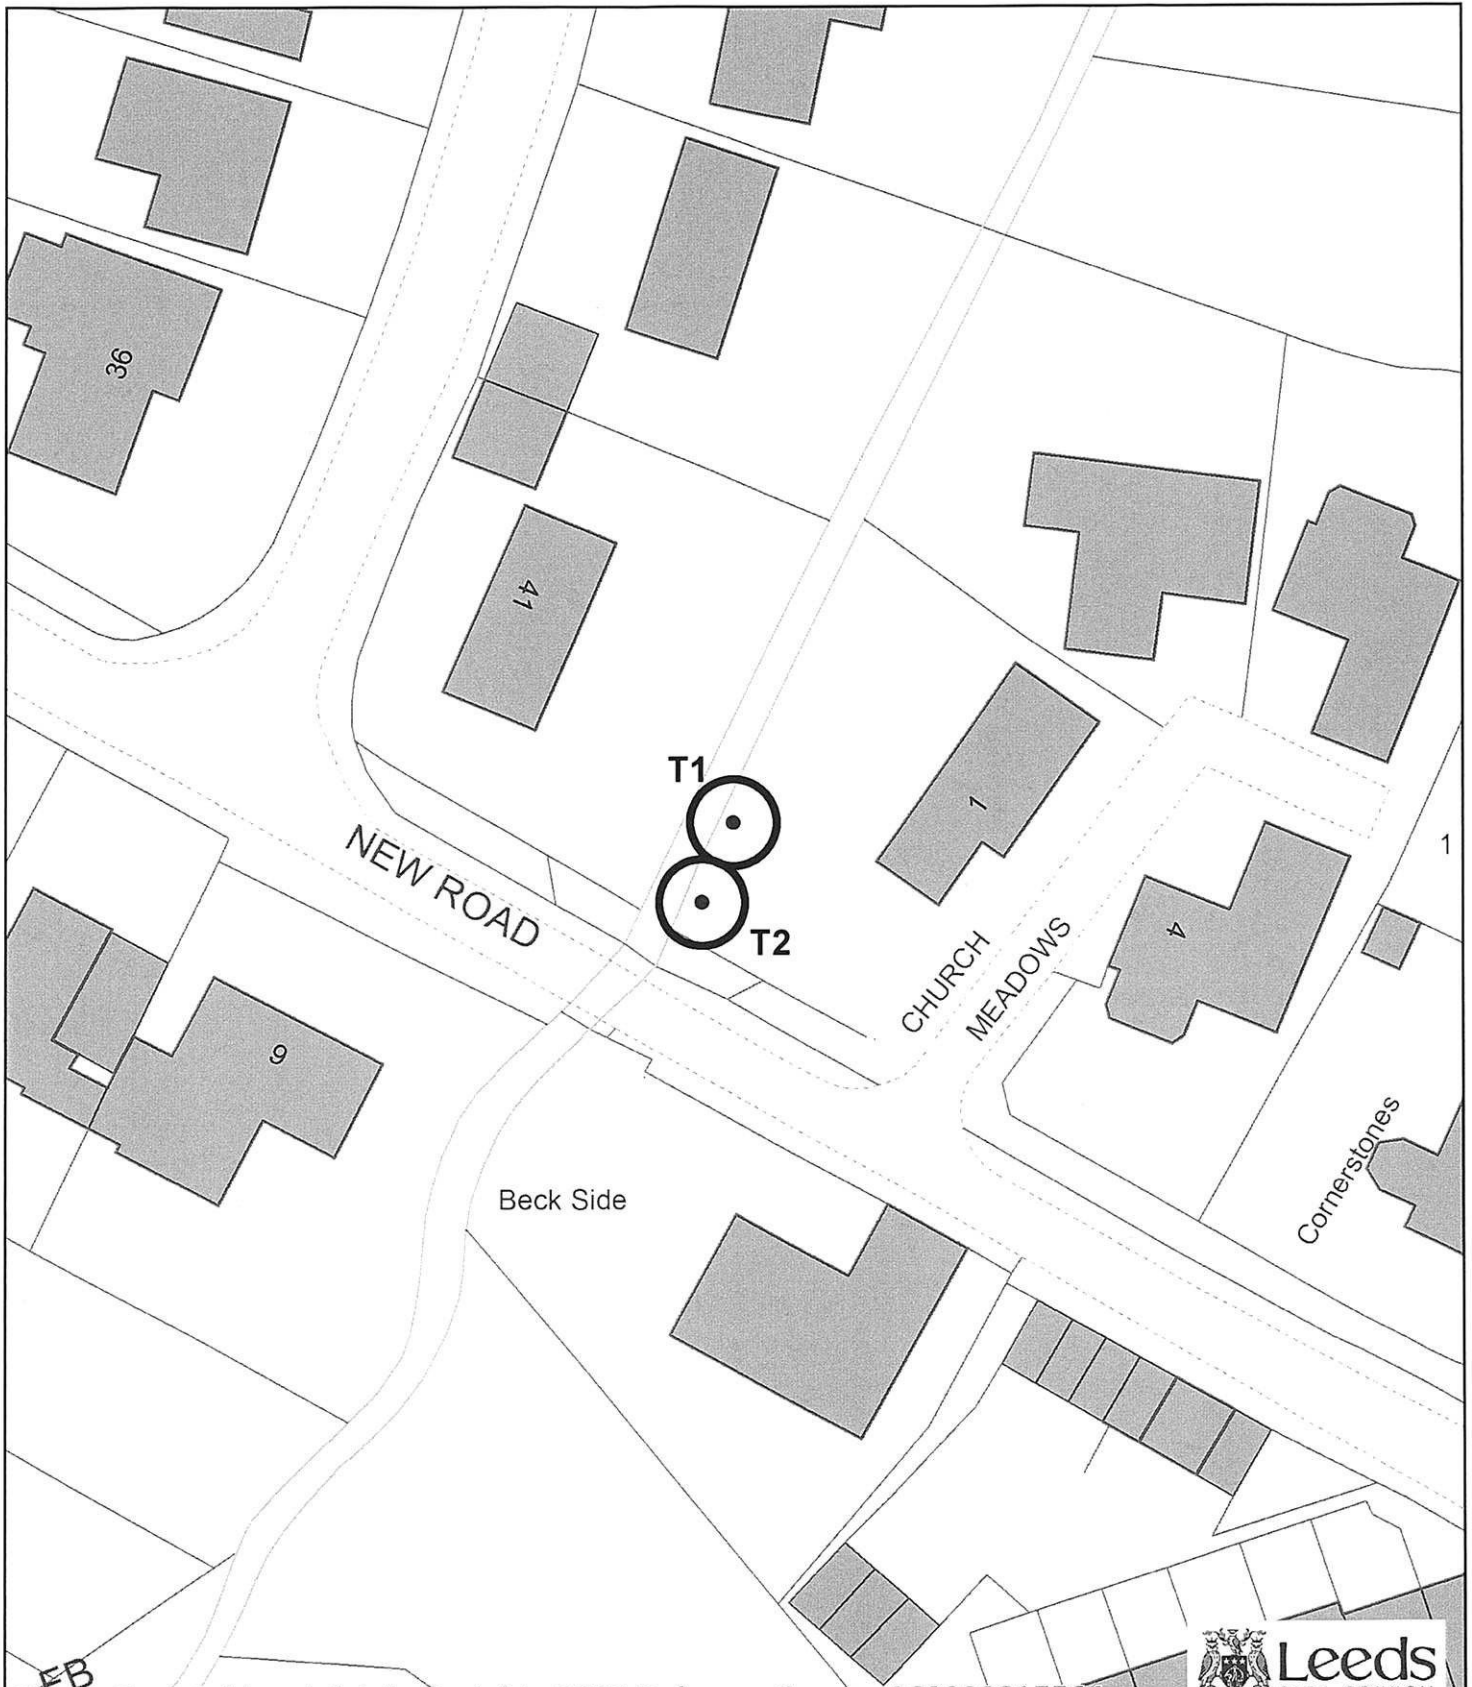 36
41
T1
1
NEW ROAD
T2
CHURCH
MEADOWS
4
1
9
Beck Side
Cornerstones
FB
Leeds